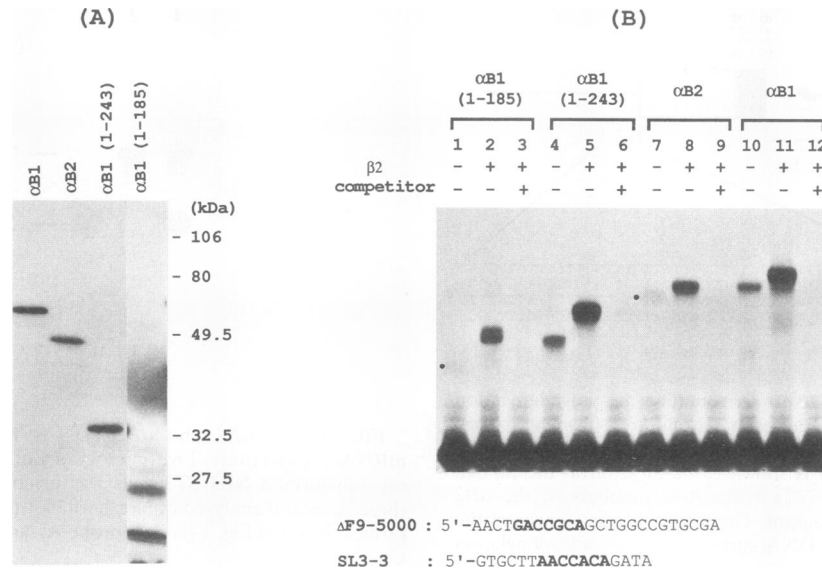 (A)
(B)
αB1
αB2
αB1 (1-243)
αB1 (1-185)
(kDa)
- 106
- 80
- 49.5
- 32.5
- 27.5
αB1 αB1 αB2 αB1
(1-185) (1-243)
1 2 3 4 5 6 7 8 9 10 11 12
β2 - + + - + + - + + - + +
competitor - - + - - + - - + - - +
ΔF9-5000 : 5'-AACTGACCGCAGCTGGCCGTGCGA
SL3-3 : 5'-GTGCTTAACCACAGATA